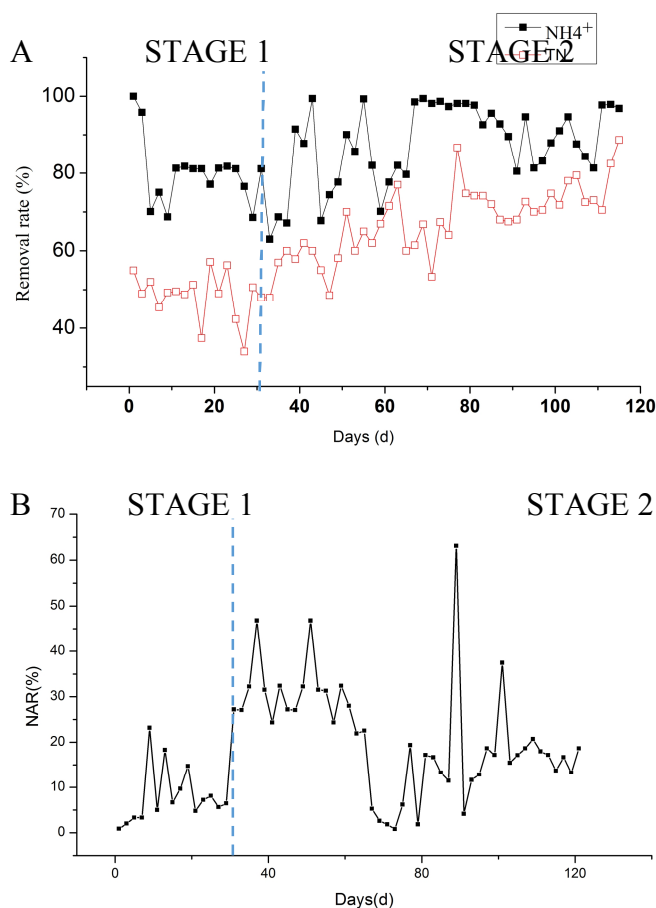 NH4+
A STAGE 1 STAGE 2
TN
100
80
60
40
Removal rate (%)
0 20 40 60 80 100 120
Days (d)
B STAGE 1 STAGE 2
70
60
50
40
30
20
10
0
NAR(%)
0 40 80 120
Days(d)